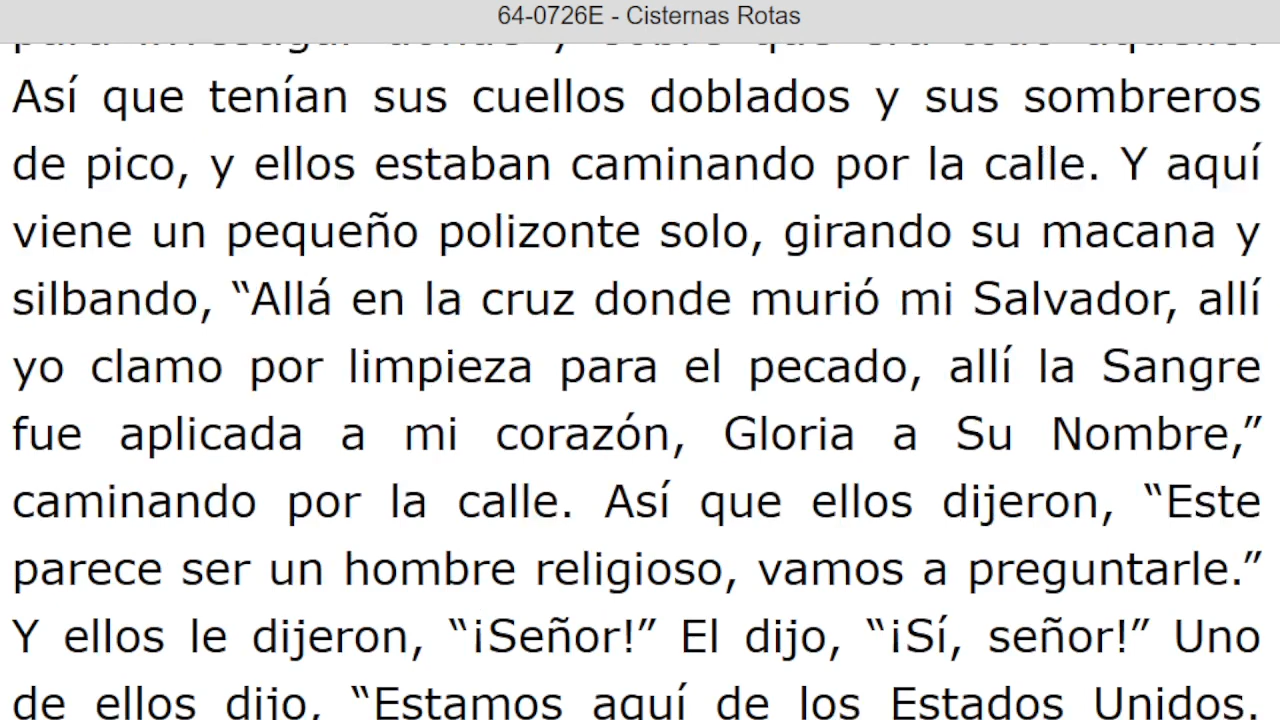 64-0726E - Cisternas Rotas
Así que tenían sus cuellos doblados y sus sombreros
de pico, y ellos estaban caminando por la calle. Y aquí
viene un pequeño polizonte solo, girando su macana y
silbando, “Allá en la cruz donde murió mi Salvador, allí
yo clamo por limpieza para el pecado, allí la Sangre
fue aplicada a mi corazón, Gloria a Su Nombre,”
caminando por la calle. Así que ellos dijeron, “Este
parece ser un hombre religioso, vamos a preguntarle.”
Y ellos le dijeron, “¡Señor!” El dijo, “¡Sí, señor!” Uno
de ellos dijo, “Estamos aquí de los Estados Unidos.